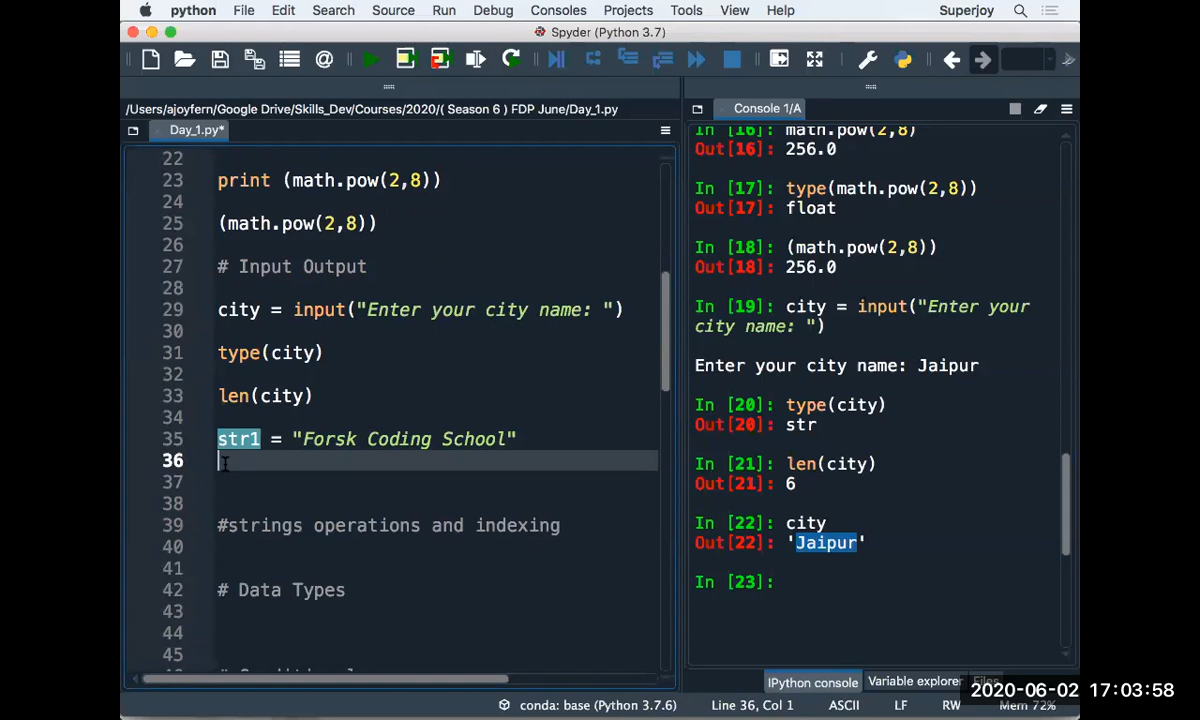 python File Edit Search Source Run Debug Consoles Projects Tools View Help Superjoy
Spyder (Python 3.7)
/Users/ajoyfern/Google Drive/Skills_Dev/Courses/2020/( Season 6 ) FDP June/Day_1.py
Day_1.py*
22
23 print (math.pow(2,8))
24
25 (math.pow(2,8))
26
27 # Input Output
28
29 city = input("Enter your city name: ")
30
31 type(city)
32
33 len(city)
34
35 str1 = "Forsk Coding School"
36
37
38
39 #strings operations and indexing
40
41
42 # Data Types
43
44
45
Console 1/A
In [16]: math.pow(2,8)
Out[16]: 256.0
In [17]: type(math.pow(2,8))
Out[17]: float
In [18]: (math.pow(2,8))
Out[18]: 256.0
In [19]: city = input("Enter your
city name: ")
Enter your city name: Jaipur
In [20]: type(city)
Out[20]: str
In [21]: len(city)
Out[21]: 6
In [22]: city
Out[22]: 'Jaipur'
In [23]:
IPython console Variable explorer Files
conda: base (Python 3.7.6) Line 36, Col 1 ASCII LF RW Mem 72%
2020-06-02 17:03:58